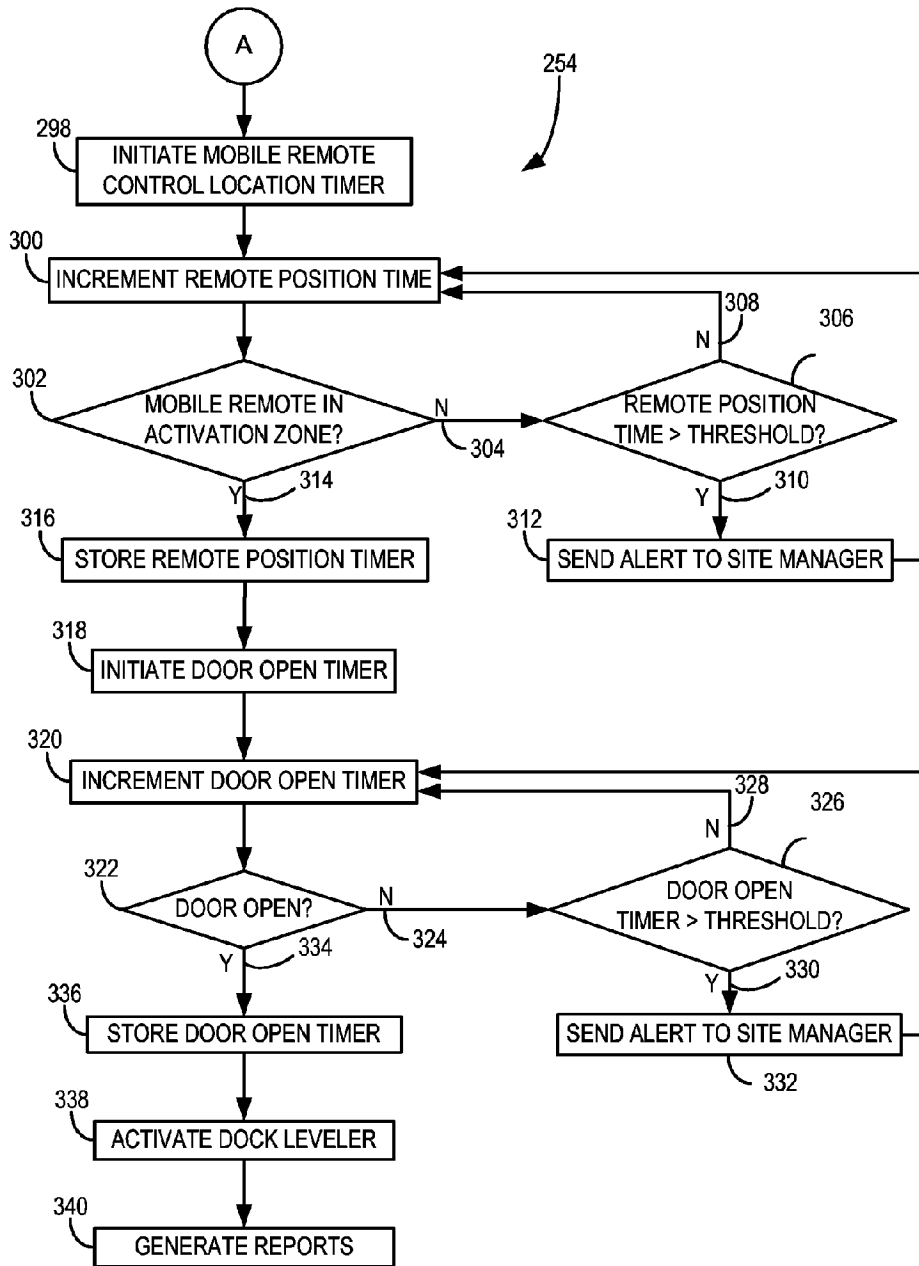 A
254
298
INITIATE MOBILE REMOTE
CONTROL LOCATION TIMER
300
INCREMENT REMOTE POSITION TIME
308
306
N
302
MOBILE REMOTE IN
ACTIVATION ZONE?
N
304
REMOTE POSITION
TIME > THRESHOLD?
Y
314
Y
310
316
STORE REMOTE POSITION TIMER
312
SEND ALERT TO SITE MANAGER
318
INITIATE DOOR OPEN TIMER
320
INCREMENT DOOR OPEN TIMER
328
326
N
322
DOOR OPEN?
N
324
DOOR OPEN
TIMER > THRESHOLD?
Y
334
Y
330
336
STORE DOOR OPEN TIMER
SEND ALERT TO SITE MANAGER
332
338
ACTIVATE DOCK LEVELER
340
GENERATE REPORTS